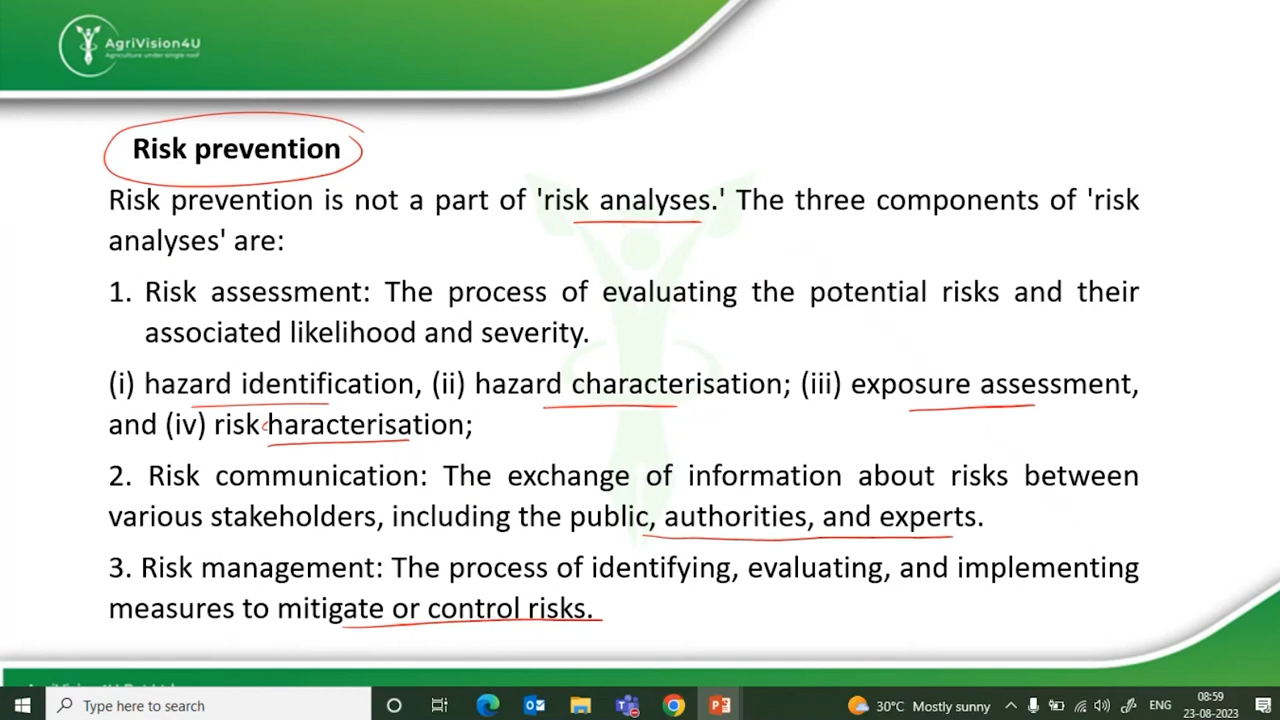 AgriVision4U
Agriculture under single roof
Risk prevention
Risk prevention is not a part of 'risk analyses.' The three components of 'risk
analyses' are:
1. Risk assessment: The process of evaluating the potential risks and their
associated likelihood and severity.
(i) hazard identification, (ii) hazard characterisation; (iii) exposure assessment,
and (iv) risk haracterisation;
2. Risk communication: The exchange of information about risks between
various stakeholders, including the public, authorities, and experts.
3. Risk management: The process of identifying, evaluating, and implementing
measures to mitigate or control risks.
Type here to search
30°C Mostly sunny
ENG
08:59
23-08-2023